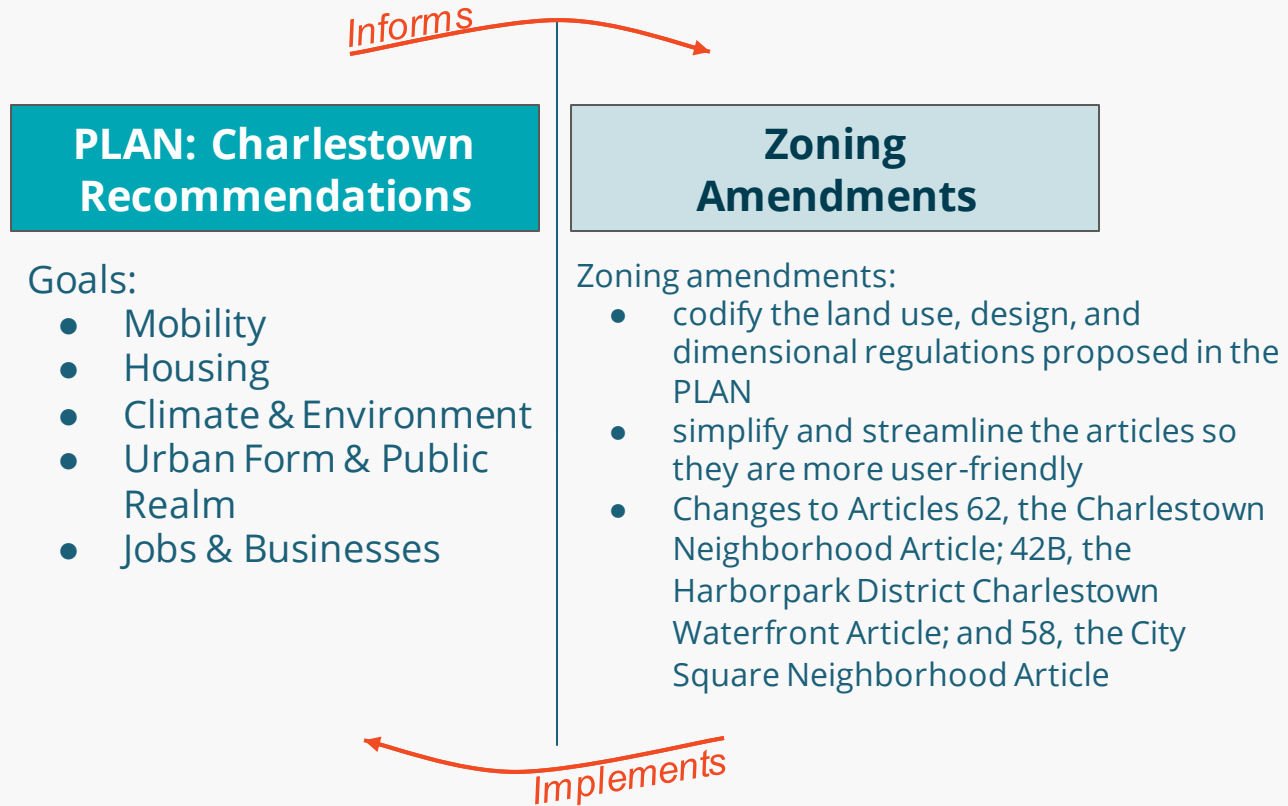 Informs
PLAN: Charlestown
Recommendations
Goals:
● Mobility
● Housing
● Climate & Environment
● Urban Form & Public
Realm
● Jobs & Businesses
Zoning
Amendments
Zoning amendments:
● codify the land use, design, and
dimensional regulations proposed in the
PLAN
● simplify and streamline the articles so
they are more user-friendly
● Changes to Articles 62, the Charlestown
Neighborhood Article; 42B, the
Harborpark District Charlestown
Waterfront Article; and 58, the City
Square Neighborhood Article
Implements